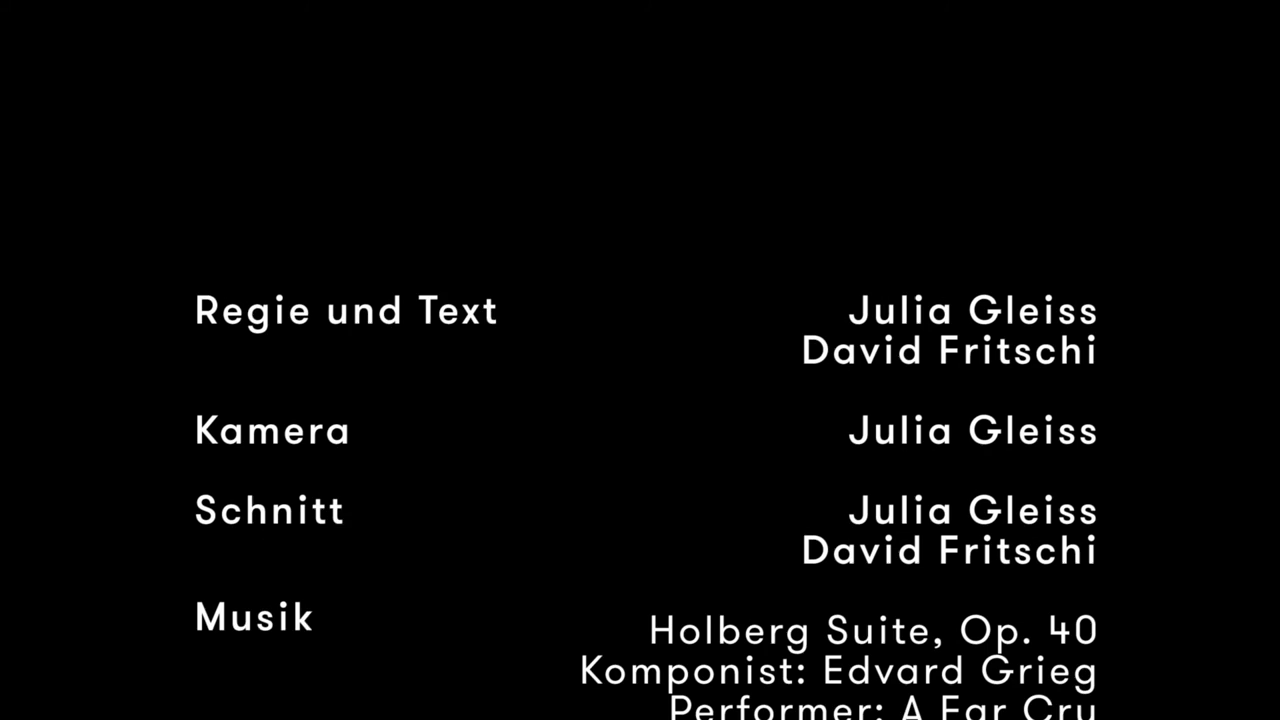 Regie und Text Julia Gleiss
David Fritschi
Kamera Julia Gleiss
Schnitt Julia Gleiss
David Fritschi
Musik Holberg Suite, Op. 40
Komponist: Edvard Grieg
Performer: A Far Cry